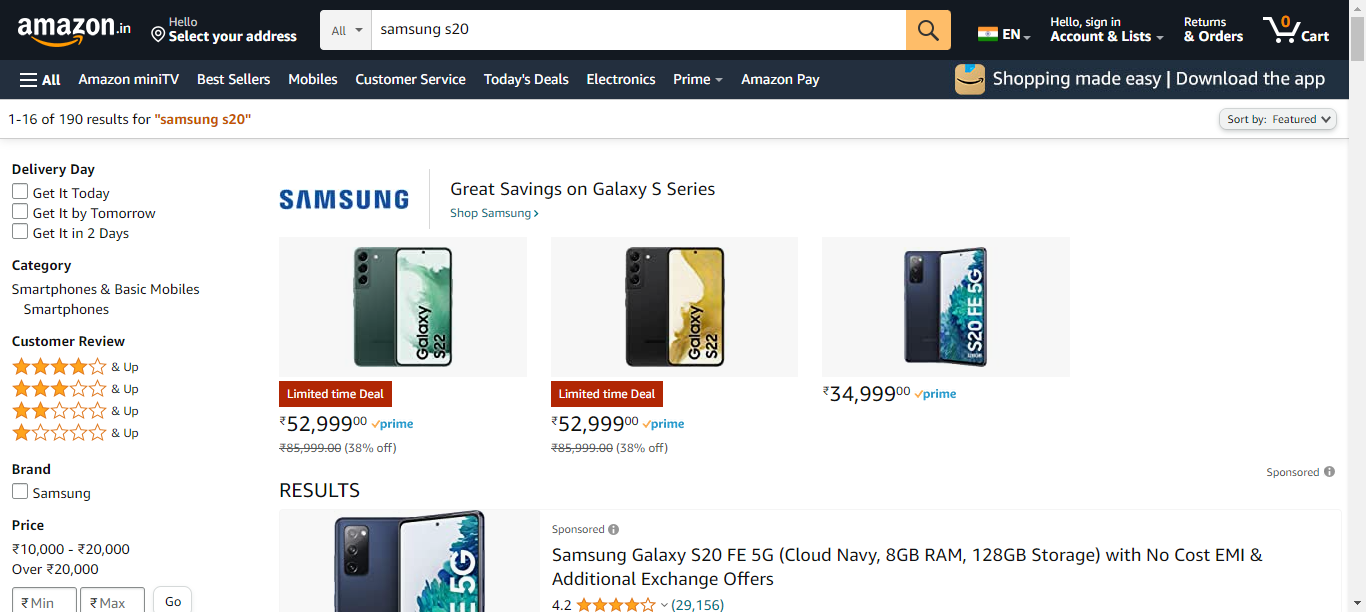 amazon.in
Hello
Select your address
All
samsung s20
EN
Hello, sign in
Account & Lists
Returns
& Orders
0
Cart
All
Amazon miniTV
Best Sellers
Mobiles
Customer Service
Today's Deals
Electronics
Prime
Amazon Pay
Shopping made easy | Download the app
1-16 of 190 results for "samsung s20"
Sort by: Featured
Delivery Day
Get It Today
Get It by Tomorrow
Get It in 2 Days
Category
Smartphones & Basic Mobiles
Smartphones
Customer Review
& Up
& Up
& Up
& Up
Brand
Samsung
Price
₹10,000 - ₹20,000
Over ₹20,000
₹ Min
₹ Max
Go
SAMSUNG
Great Savings on Galaxy S Series
Shop Samsung
Galaxy
S22
Galaxy
S22
S20 FE 5G
Limited time Deal
₹52,999.00 prime
₹85,999.00 (38% off)
Limited time Deal
₹52,999.00 prime
₹85,999.00 (38% off)
₹34,999.00 prime
Sponsored
RESULTS
E 5G
Sponsored
Samsung Galaxy S20 FE 5G (Cloud Navy, 8GB RAM, 128GB Storage) with No Cost EMI &
Additional Exchange Offers
4.2
(29,156)